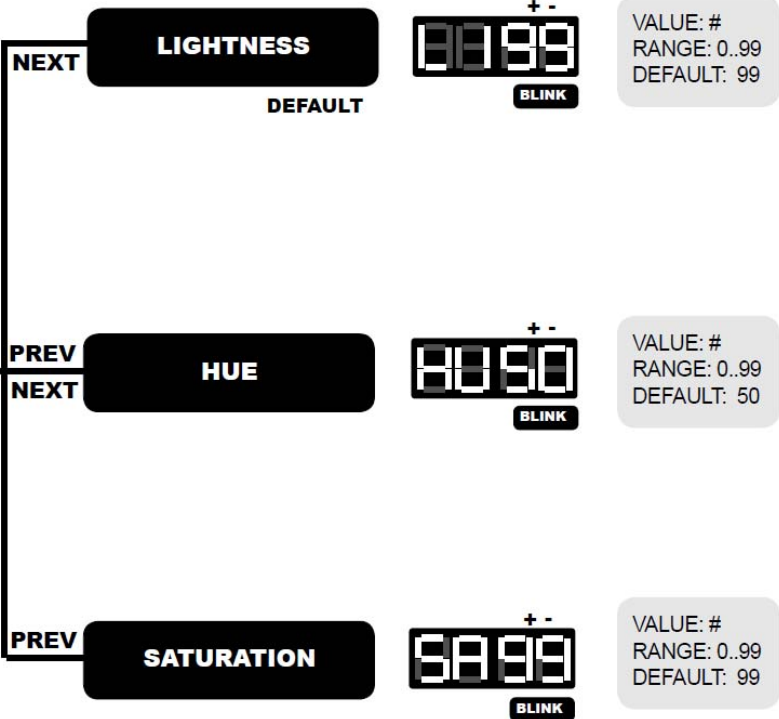 + -
LIGHTNESS
LI99
VALUE: #
RANGE: 0..99
DEFAULT: 99
NEXT
DEFAULT
BLINK
+ -
PREV
HUE
HU50
VALUE: #
RANGE: 0..99
DEFAULT: 50
NEXT
BLINK
+ -
PREV
SATURATION
SA99
VALUE: #
RANGE: 0..99
DEFAULT: 99
BLINK